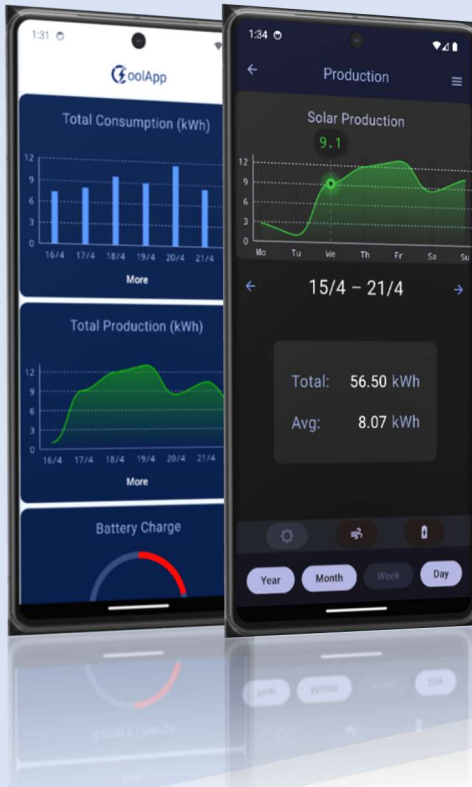 1:31
CoolApp
Total Consumption (kWh)
12
9
6
3
0
16/4 17/4 18/4 19/4 20/4 21/4
More
Total Production (kWh)
12
9
6
3
0
16/4 17/4 18/4 19/4 20/4 21/4
More
Battery Charge
1:34
Production
Solar Production
9.1
12
9
6
3
0
Mo Tu We Th Fr Sa Su
15/4 – 21/4
Total: 56.50 kWh
Avg: 8.07 kWh
Year Month Week Day